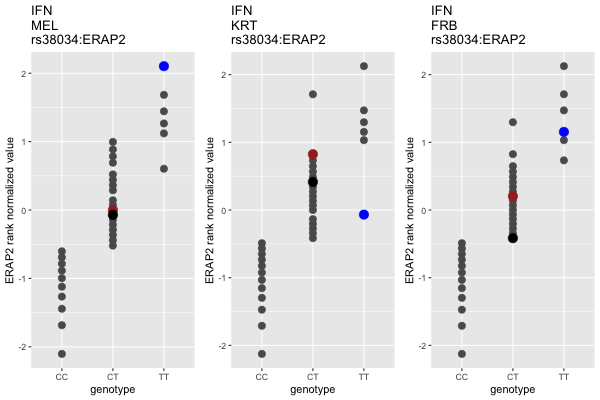 IFN
MEL
rs38034:ERAP2
ERAP2 rank normalized value
2
1
0
-1
-2
CC CT TT
genotype
IFN
KRT
rs38034:ERAP2
ERAP2 rank normalized value
2
1
0
-1
-2
CC CT TT
genotype
IFN
FRB
rs38034:ERAP2
ERAP2 rank normalized value
2
1
0
-1
-2
CC CT TT
genotype